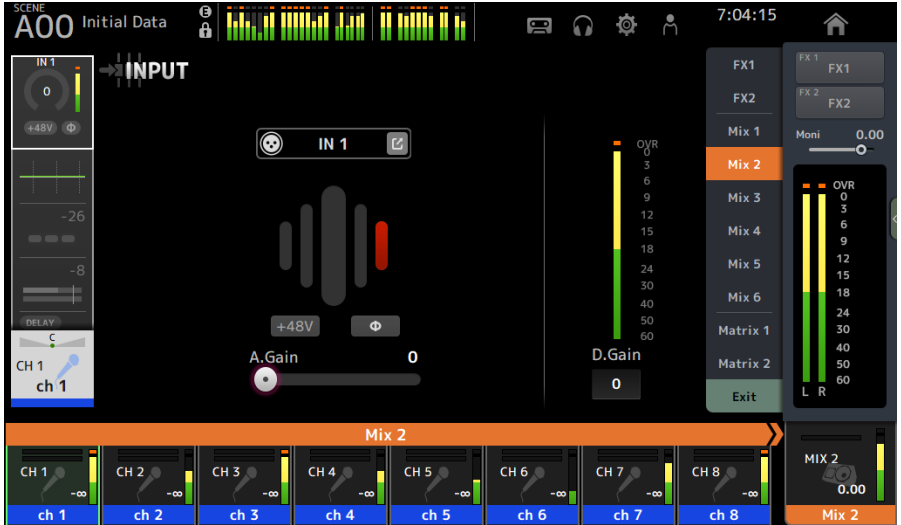 SCENE
A00 Initial Data
E
7:04:15
IN 1
0
+48V Φ
-26
-8
DELAY
C
CH 1
ch 1
INPUT
IN 1
+48V
Φ
A.Gain 0
OVR
0
3
6
9
12
15
18
24
30
40
50
60
D.Gain
0
FX1
FX2
Mix 1
Mix 2
Mix 3
Mix 4
Mix 5
Mix 6
Matrix 1
Matrix 2
Exit
FX 1
FX1
FX 2
FX2
Moni 0.00
OVR
0
3
6
9
12
15
18
24
30
40
50
60
L R
Mix 2
CH 1
-∞
ch 1
CH 2
-∞
ch 2
CH 3
-∞
ch 3
CH 4
-∞
ch 4
CH 5
-∞
ch 5
CH 6
-∞
ch 6
CH 7
-∞
ch 7
CH 8
-∞
ch 8
MIX 2
0.00
Mix 2